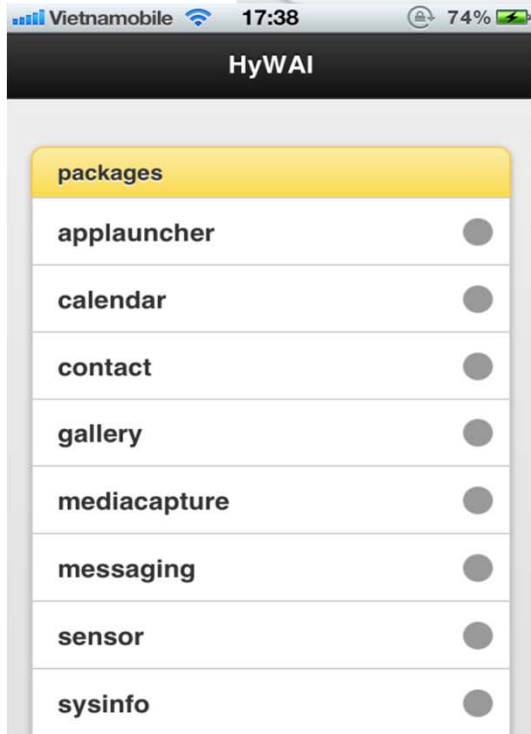 Vietnamobile 17:38 74%
HyWAI
packages
applauncher
calendar
contact
gallery
mediacapture
messaging
sensor
sysinfo